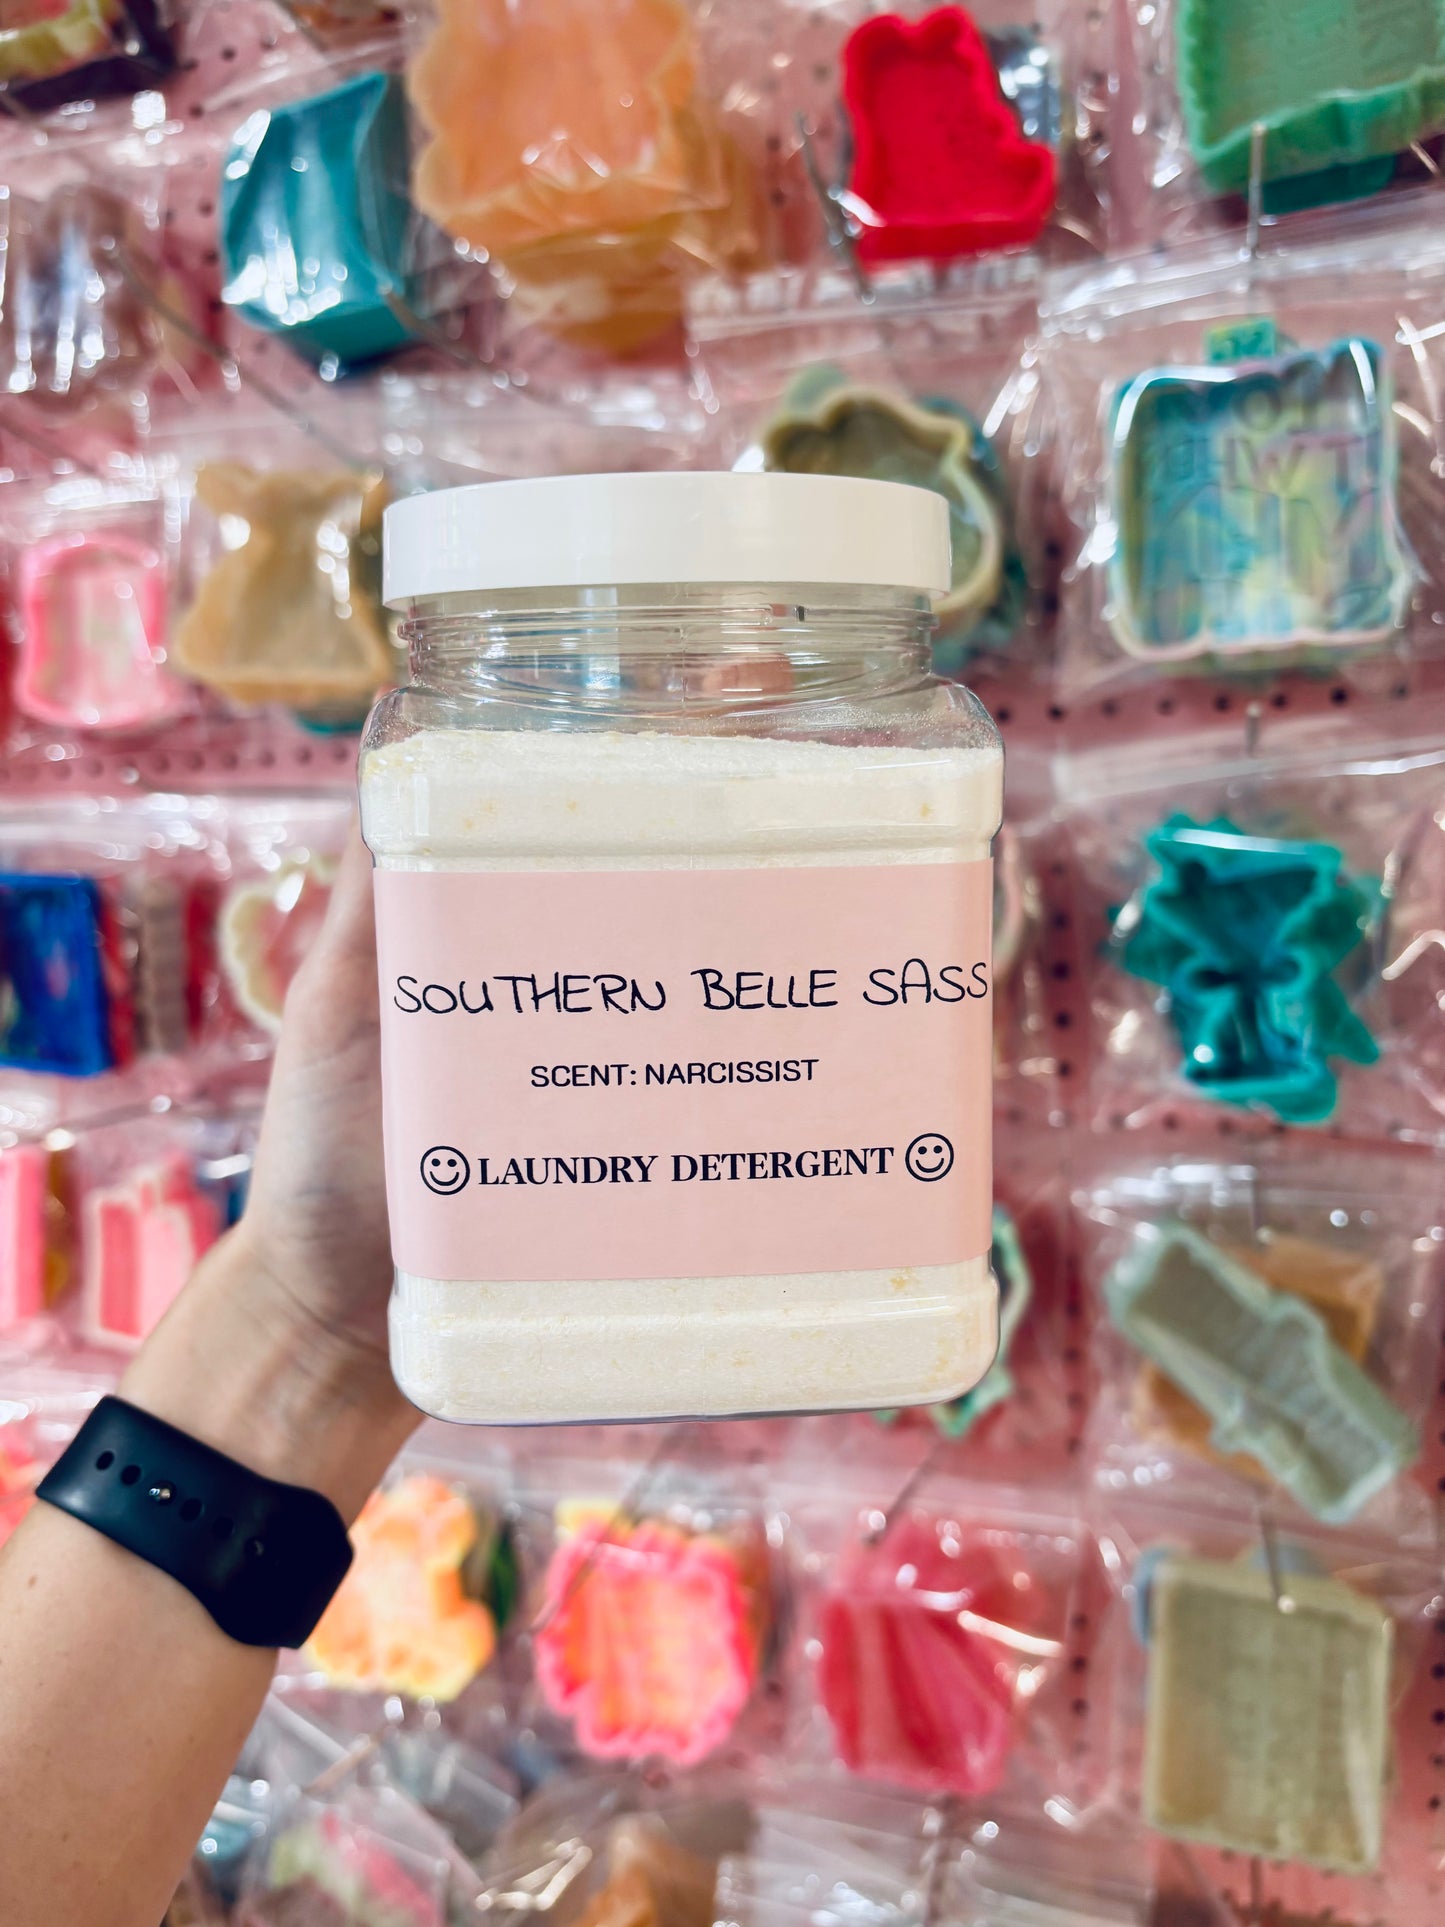 SOUTHERN BELLE SASS
SCENT: NARCISSIST
LAUNDRY DETERGENT